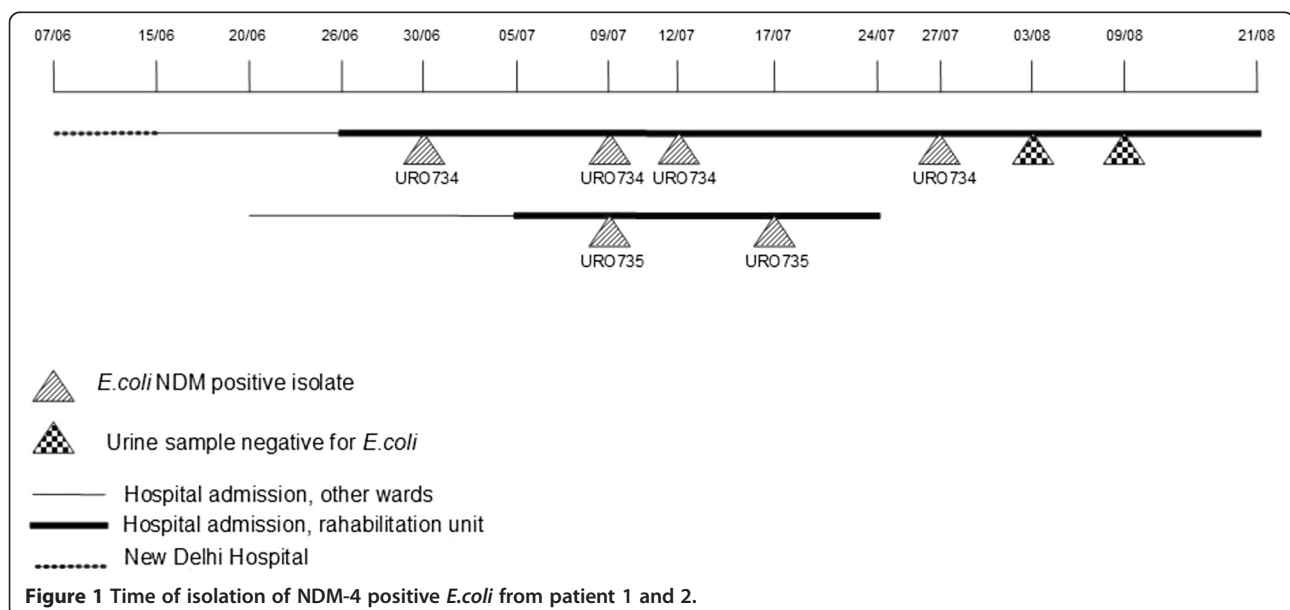 07/06 15/06 20/06 26/06 30/06 05/07 09/07 12/07 17/07 24/07 27/07 03/08 09/08 21/08
URO734 URO734 URO734 URO734
URO735 URO735
E.coli NDM positive isolate
Urine sample negative for E.coli
Hospital admission, other wards
Hospital admission, rahabilitation unit
New Delhi Hospital
Figure 1 Time of isolation of NDM-4 positive E.coli from patient 1 and 2.